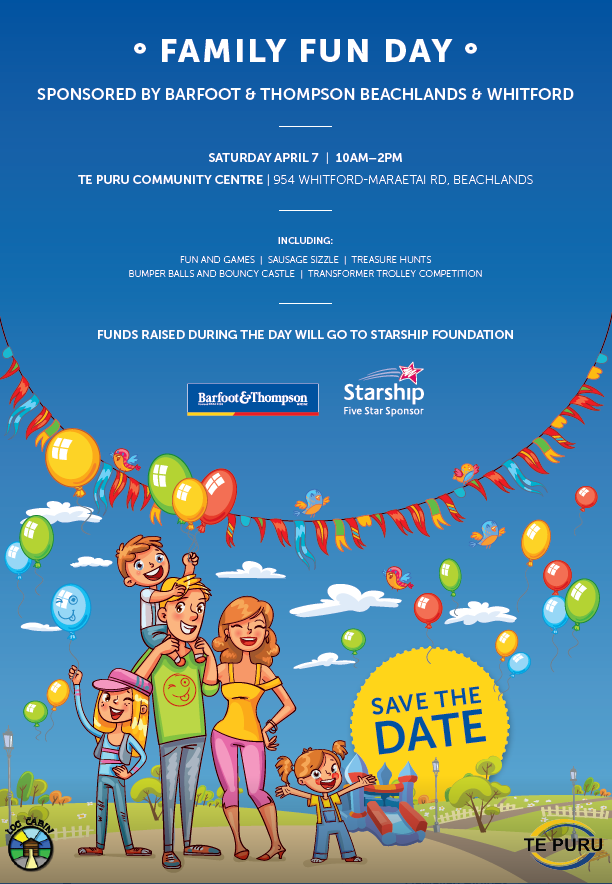 FAMILY FUN DAY
SPONSORED BY BARFOOT & THOMPSON BEACHLANDS & WHITFORD
SATURDAY APRIL 7 | 10AM–2PM
TE PURU COMMUNITY CENTRE | 954 WHITFORD-MARAETAI RD, BEACHLANDS
INCLUDING:
FUN AND GAMES | SAUSAGE SIZZLE | TREASURE HUNTS
BUMPER BALLS AND BOUNCY CASTLE | TRANSFORMER TROLLEY COMPETITION
FUNDS RAISED DURING THE DAY WILL GO TO STARSHIP FOUNDATION
Barfoot&Thompson
Starship
Five Star Sponsor
SAVE THE
DATE
LOG CABIN
TE PURU